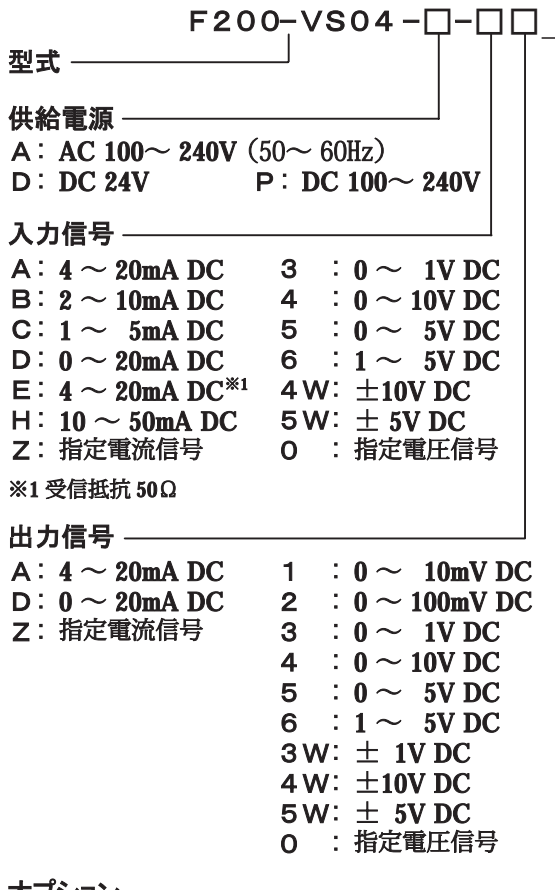 F200-VS04-□-□□
型式
供給電源
A: AC 100～240V (50～60Hz)
D: DC 24V P: DC 100～240V
入力信号
A: 4～20mA DC 3 : 0～ 1V DC
B: 2～10mA DC 4 : 0～10V DC
C: 1～ 5mA DC 5 : 0～ 5V DC
D: 0～20mA DC 6 : 1～ 5V DC
E: 4～20mA DC※1 4W: ±10V DC
H: 10～50mA DC 5W: ± 5V DC
Z: 指定電流信号 0 : 指定電圧信号
※1 受信抵抗 50Ω
出力信号
A: 4～20mA DC 1 : 0～ 10mV DC
D: 0～20mA DC 2 : 0～100mV DC
Z: 指定電流信号 3 : 0～ 1V DC
4 : 0～10V DC
5 : 0～ 5V DC
6 : 1～ 5V DC
3W: ± 1V DC
4W: ±10V DC
5W: ± 5V DC
0 : 指定電圧信号
オプション